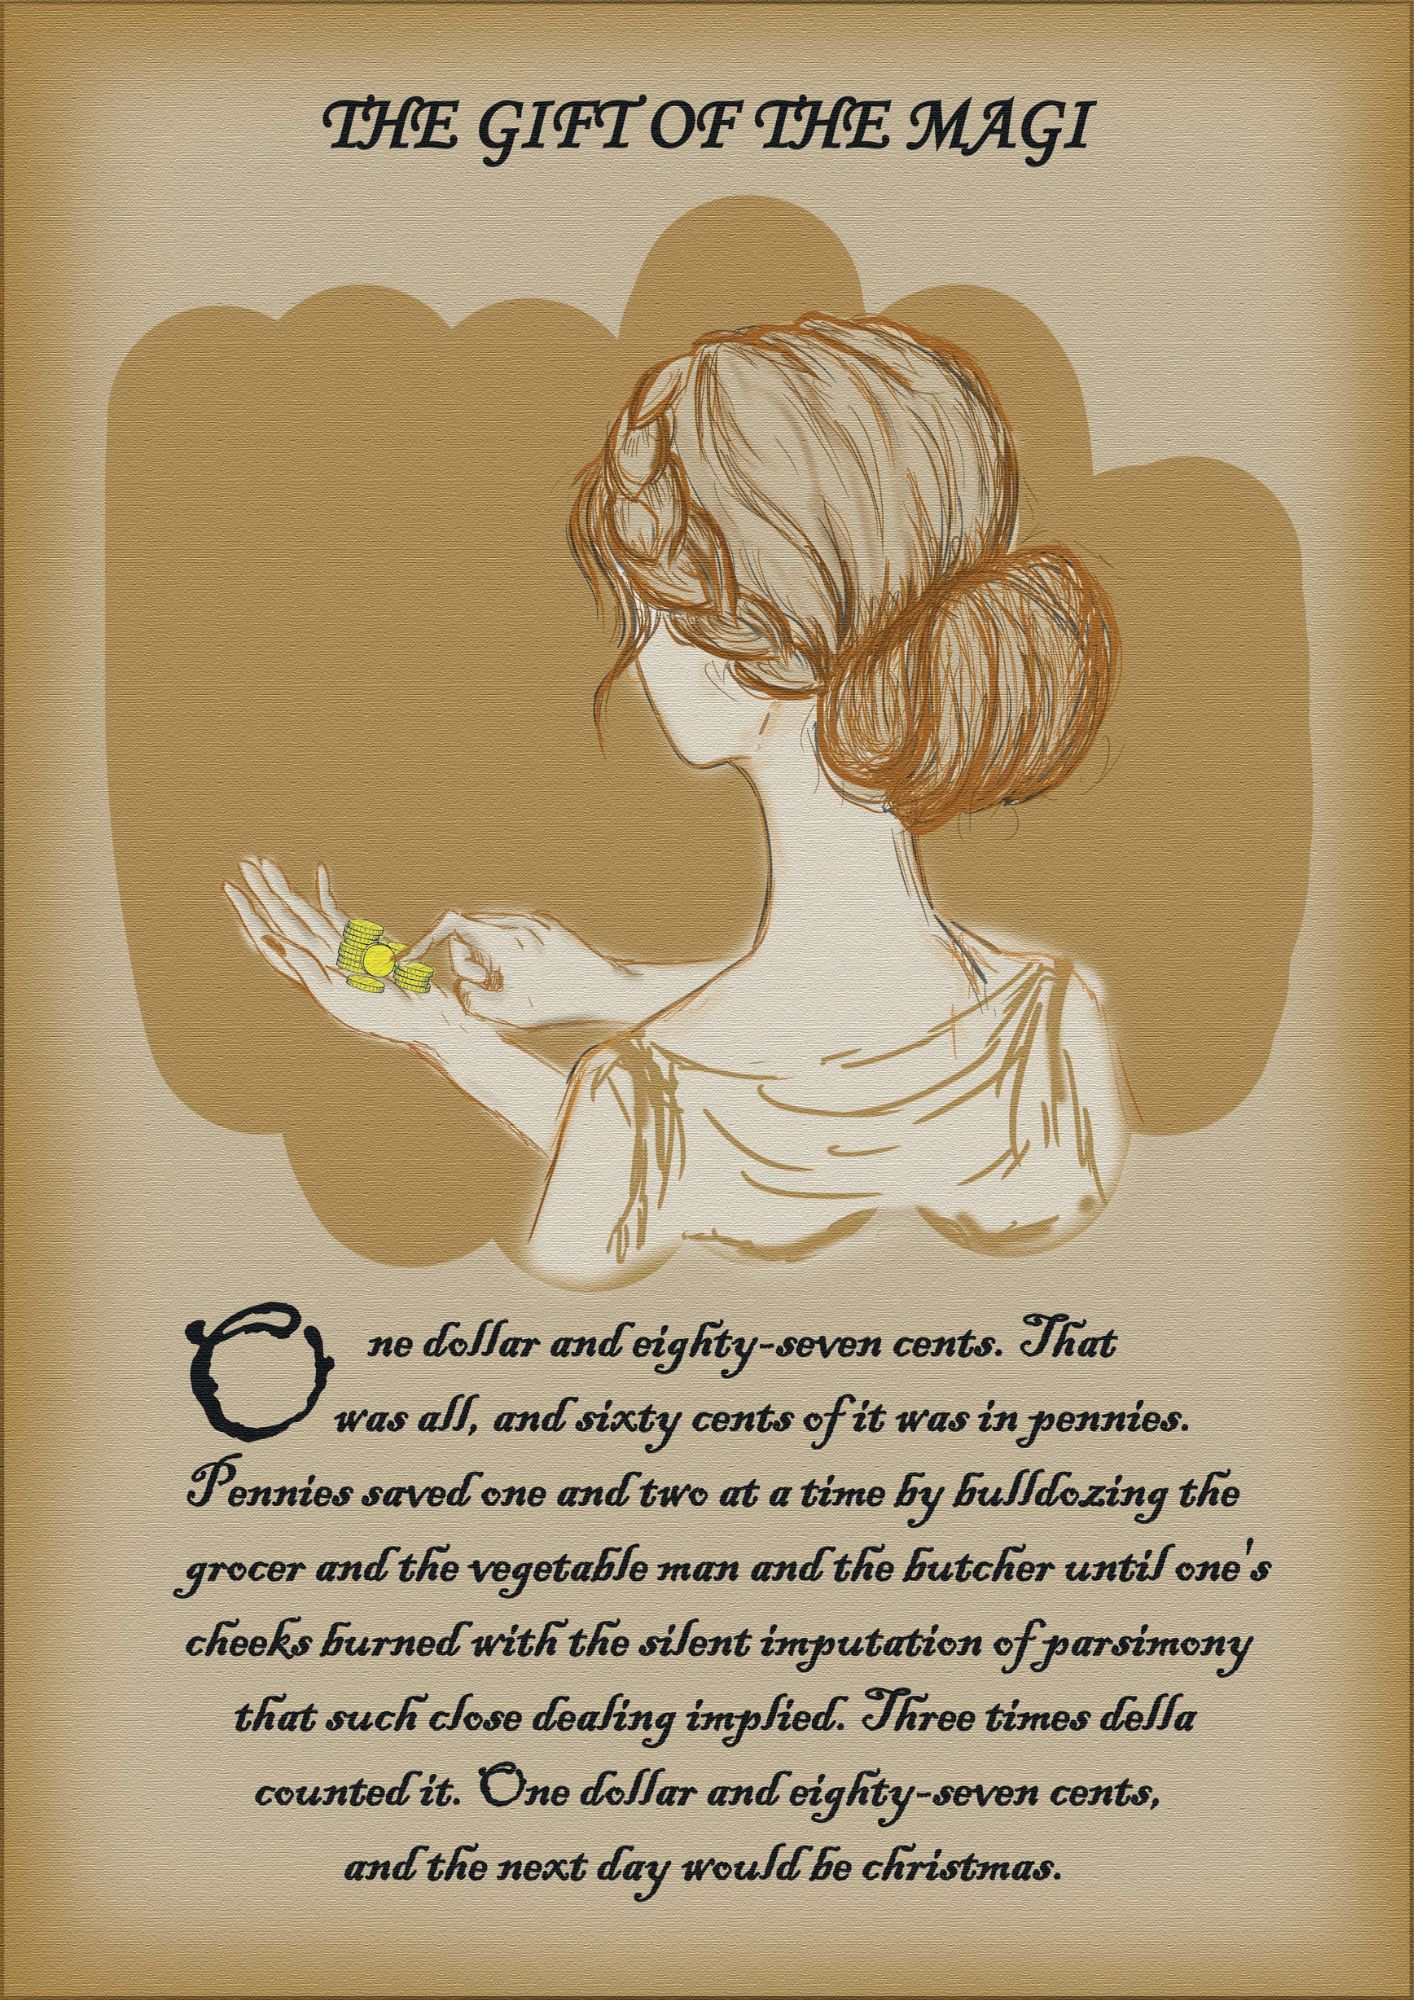 THE GIFT OF THE MAGI
One dollar and eighty-seven cents. That
was all, and sixty cents of it was in pennies.
Pennies saved one and two at a time by bulldozing the
grocer and the vegetable man and the butcher until one's
cheeks burned with the silent imputation of parsimony
that such close dealing implied. Three times della
counted it. One dollar and eighty-seven cents,
and the next day would be christmas.